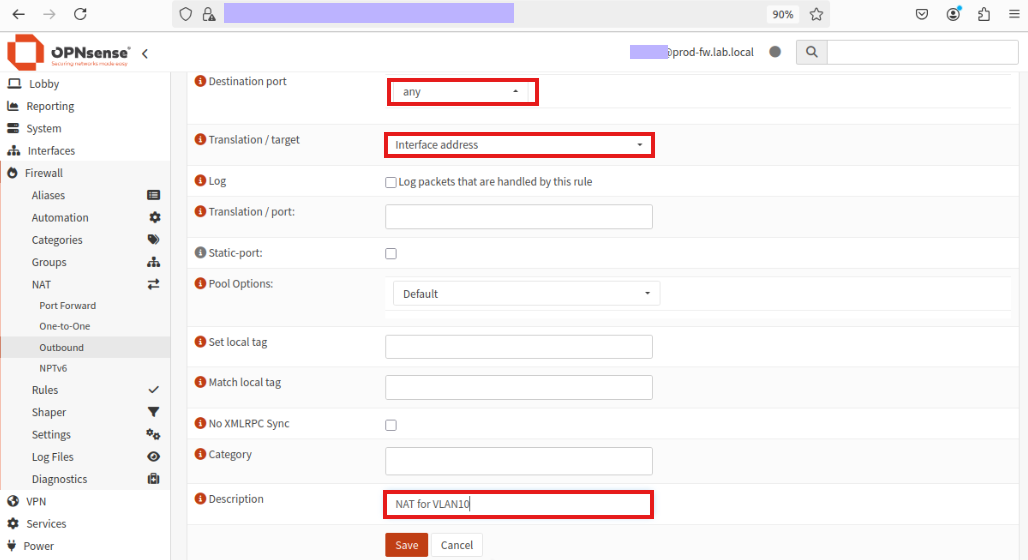 90%
OPNsense®
Securing networks made easy
@prod-fw.lab.local
Lobby
Reporting
System
Interfaces
Firewall
Aliases
Automation
Categories
Groups
NAT
Port Forward
One-to-One
Outbound
NPTv6
Rules
Shaper
Settings
Log Files
Diagnostics
VPN
Services
Power
Destination port
any
Translation / target
Interface address
Log
Log packets that are handled by this rule
Translation / port:
Static-port:
Pool Options:
Default
Set local tag
Match local tag
No XMLRPC Sync
Category
Description
NAT for VLAN10
Save
Cancel